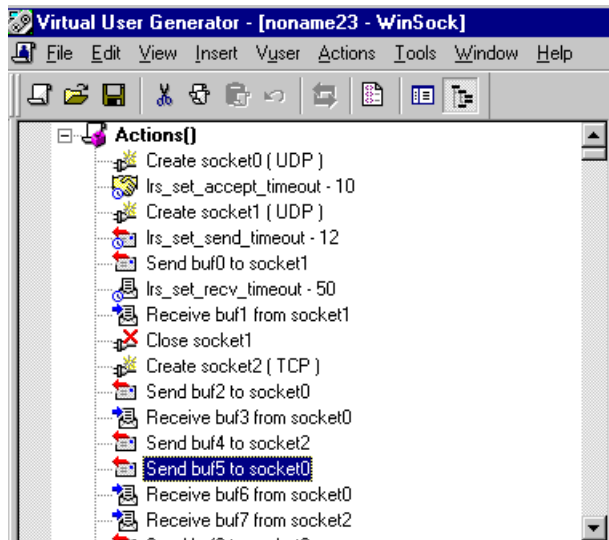 Virtual User Generator - [noname23 - WinSock]
File Edit View Insert Vuser Actions Tools Window Help
Actions()
Create socket0 ( UDP )
lrs_set_accept_timeout - 10
Create socket1 ( UDP )
lrs_set_send_timeout - 12
Send buf0 to socket1
lrs_set_recv_timeout - 50
Receive buf1 from socket1
Close socket1
Create socket2 ( TCP )
Send buf2 to socket0
Receive buf3 from socket0
Send buf4 to socket2
Send buf5 to socket0
Receive buf6 from socket0
Receive buf7 from socket2